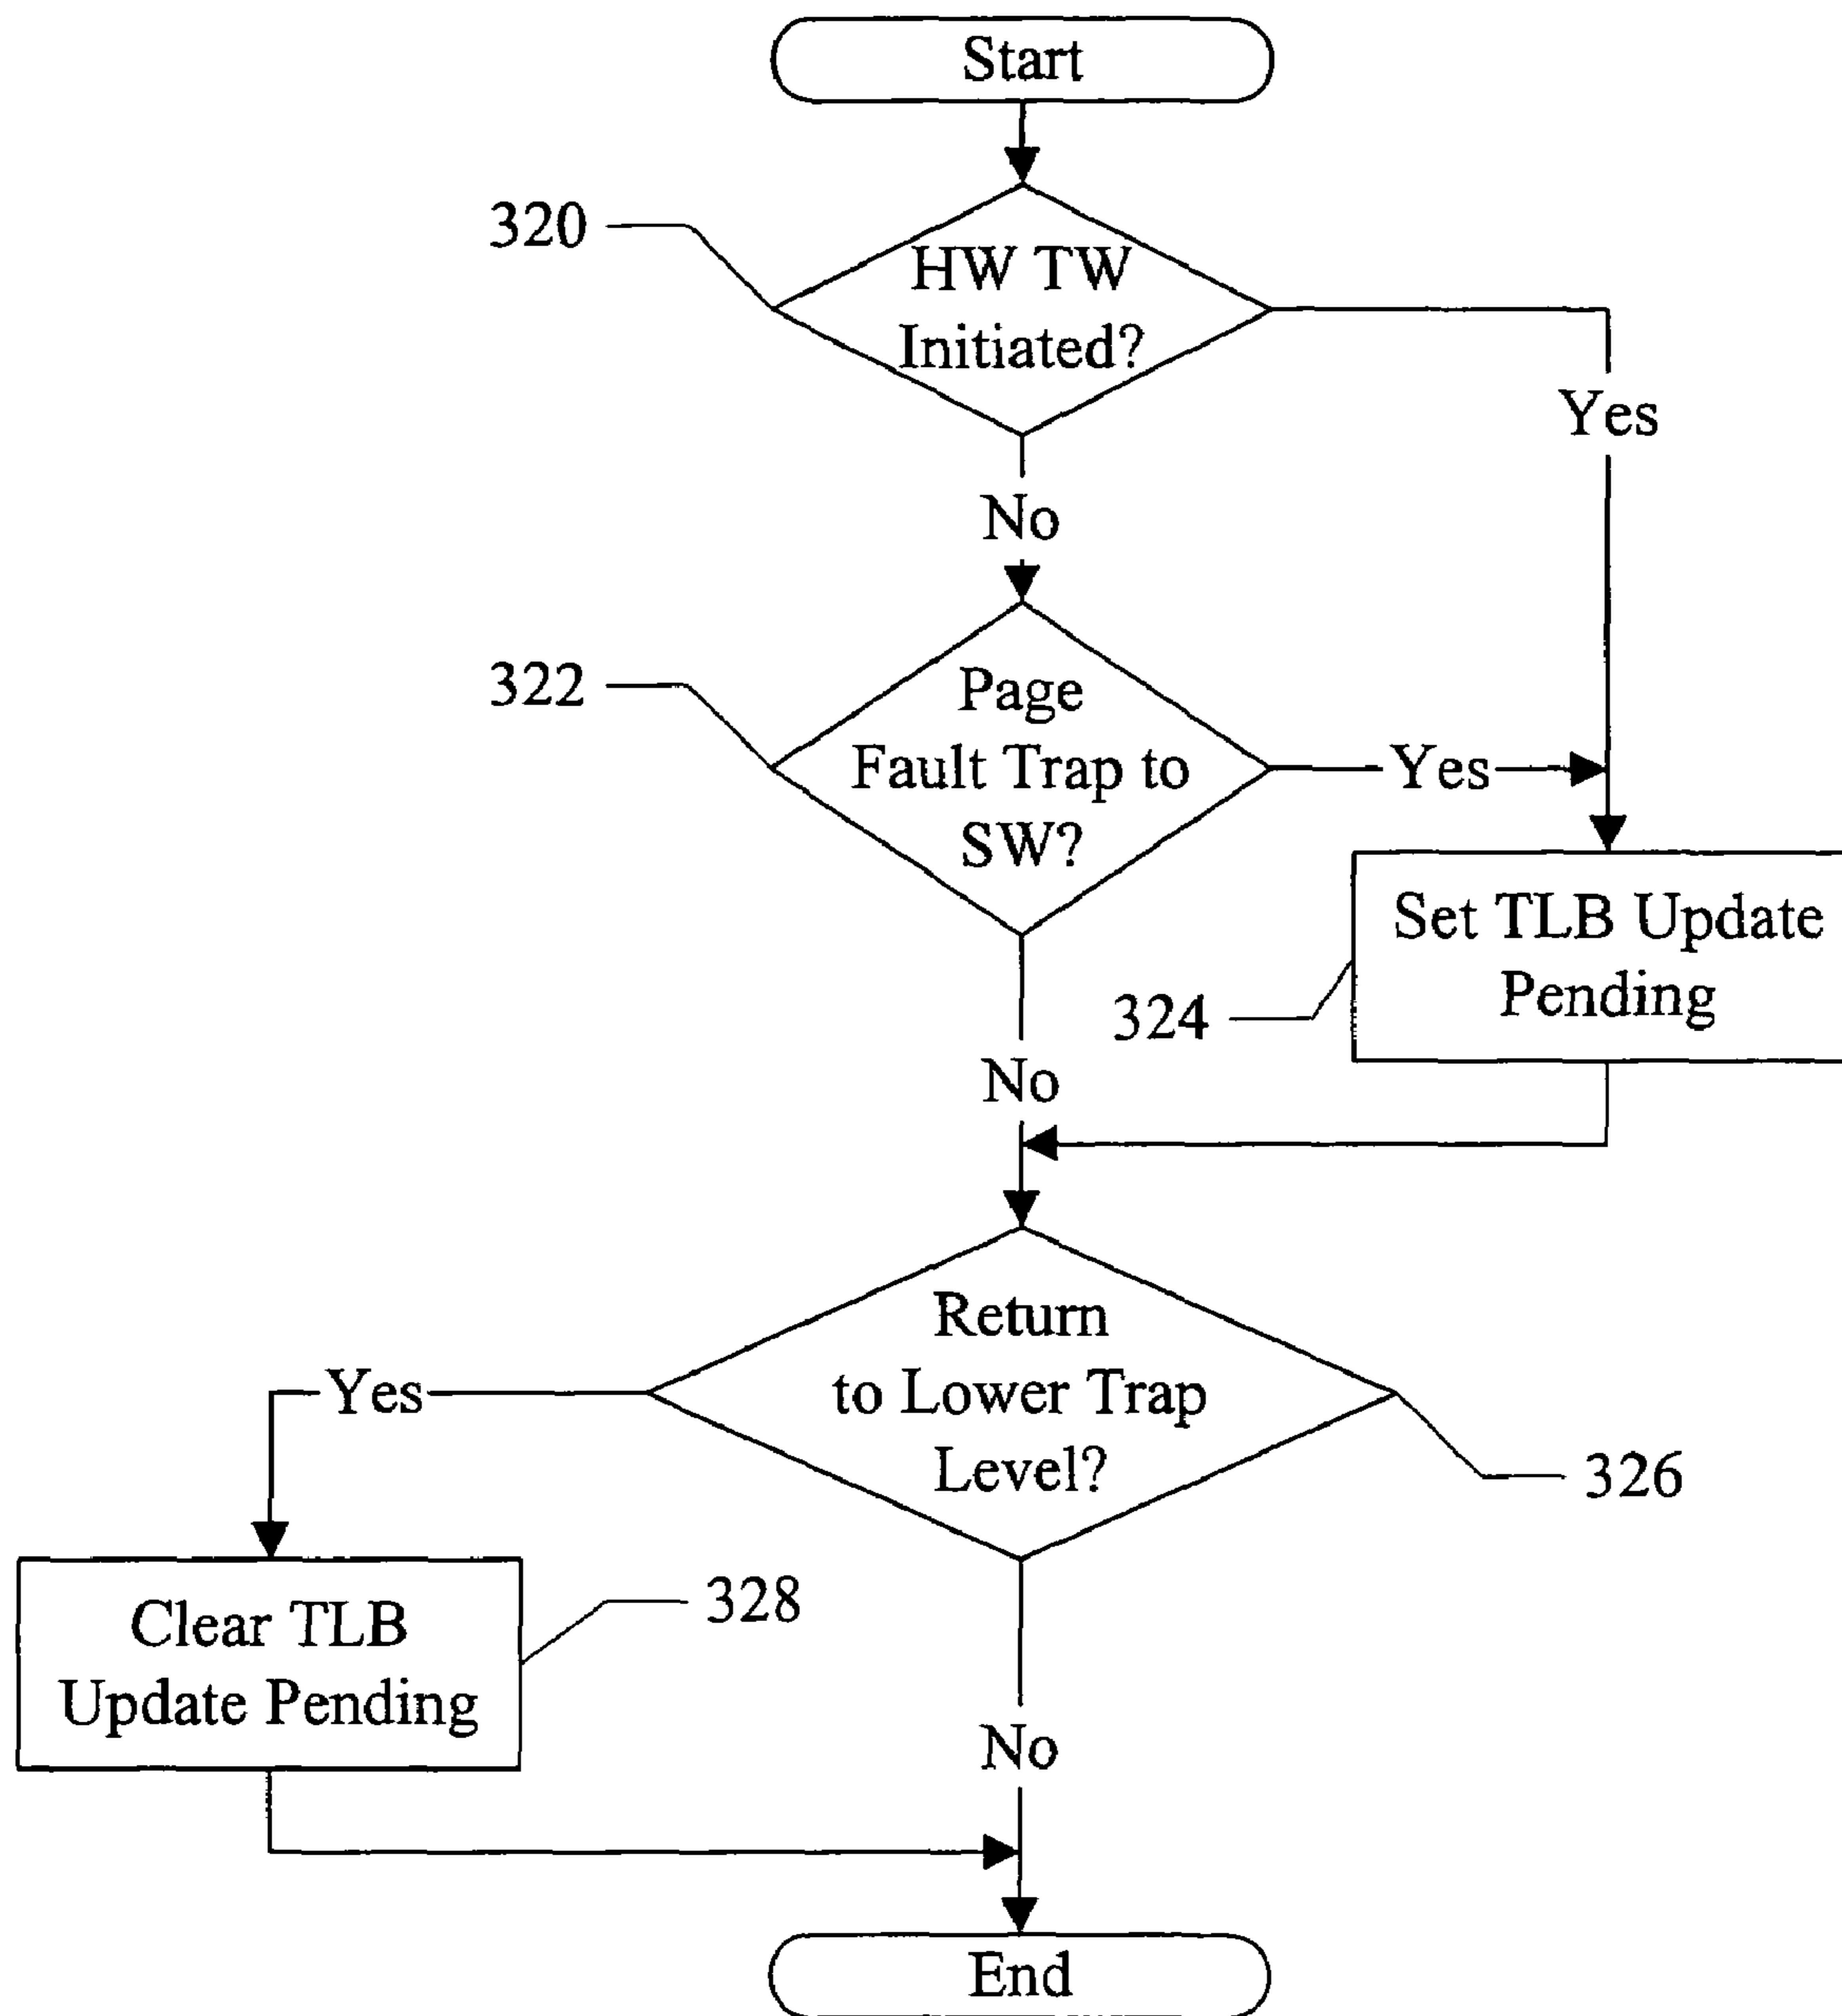 Start
320
HW TW
Initiated?
Yes
No
322
Page
Fault Trap to
SW?
Yes
Set TLB Update
Pending
324
No
Return
to Lower Trap
Level?
Yes
326
Clear TLB
Update Pending
328
No
End